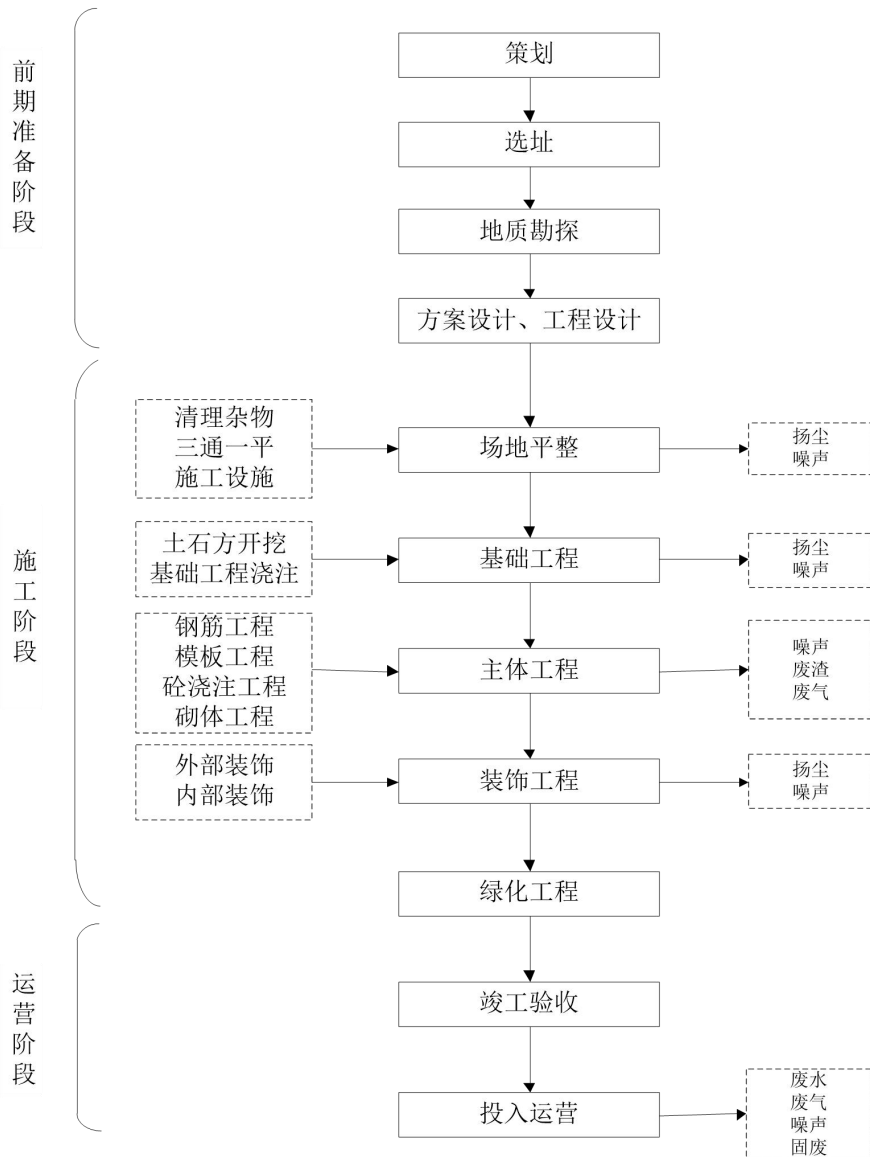 前期准备阶段
策划
选址
地质勘探
方案设计、工程设计
施工阶段
清理杂物
三通一平
施工设施
场地平整
扬尘
噪声
土石方开挖
基础工程浇注
基础工程
扬尘
噪声
钢筋工程
模板工程
砼浇注工程
砌体工程
主体工程
噪声
废渣
废气
外部装饰
内部装饰
装饰工程
扬尘
噪声
绿化工程
运营阶段
竣工验收
投入运营
废水
废气
噪声
固废